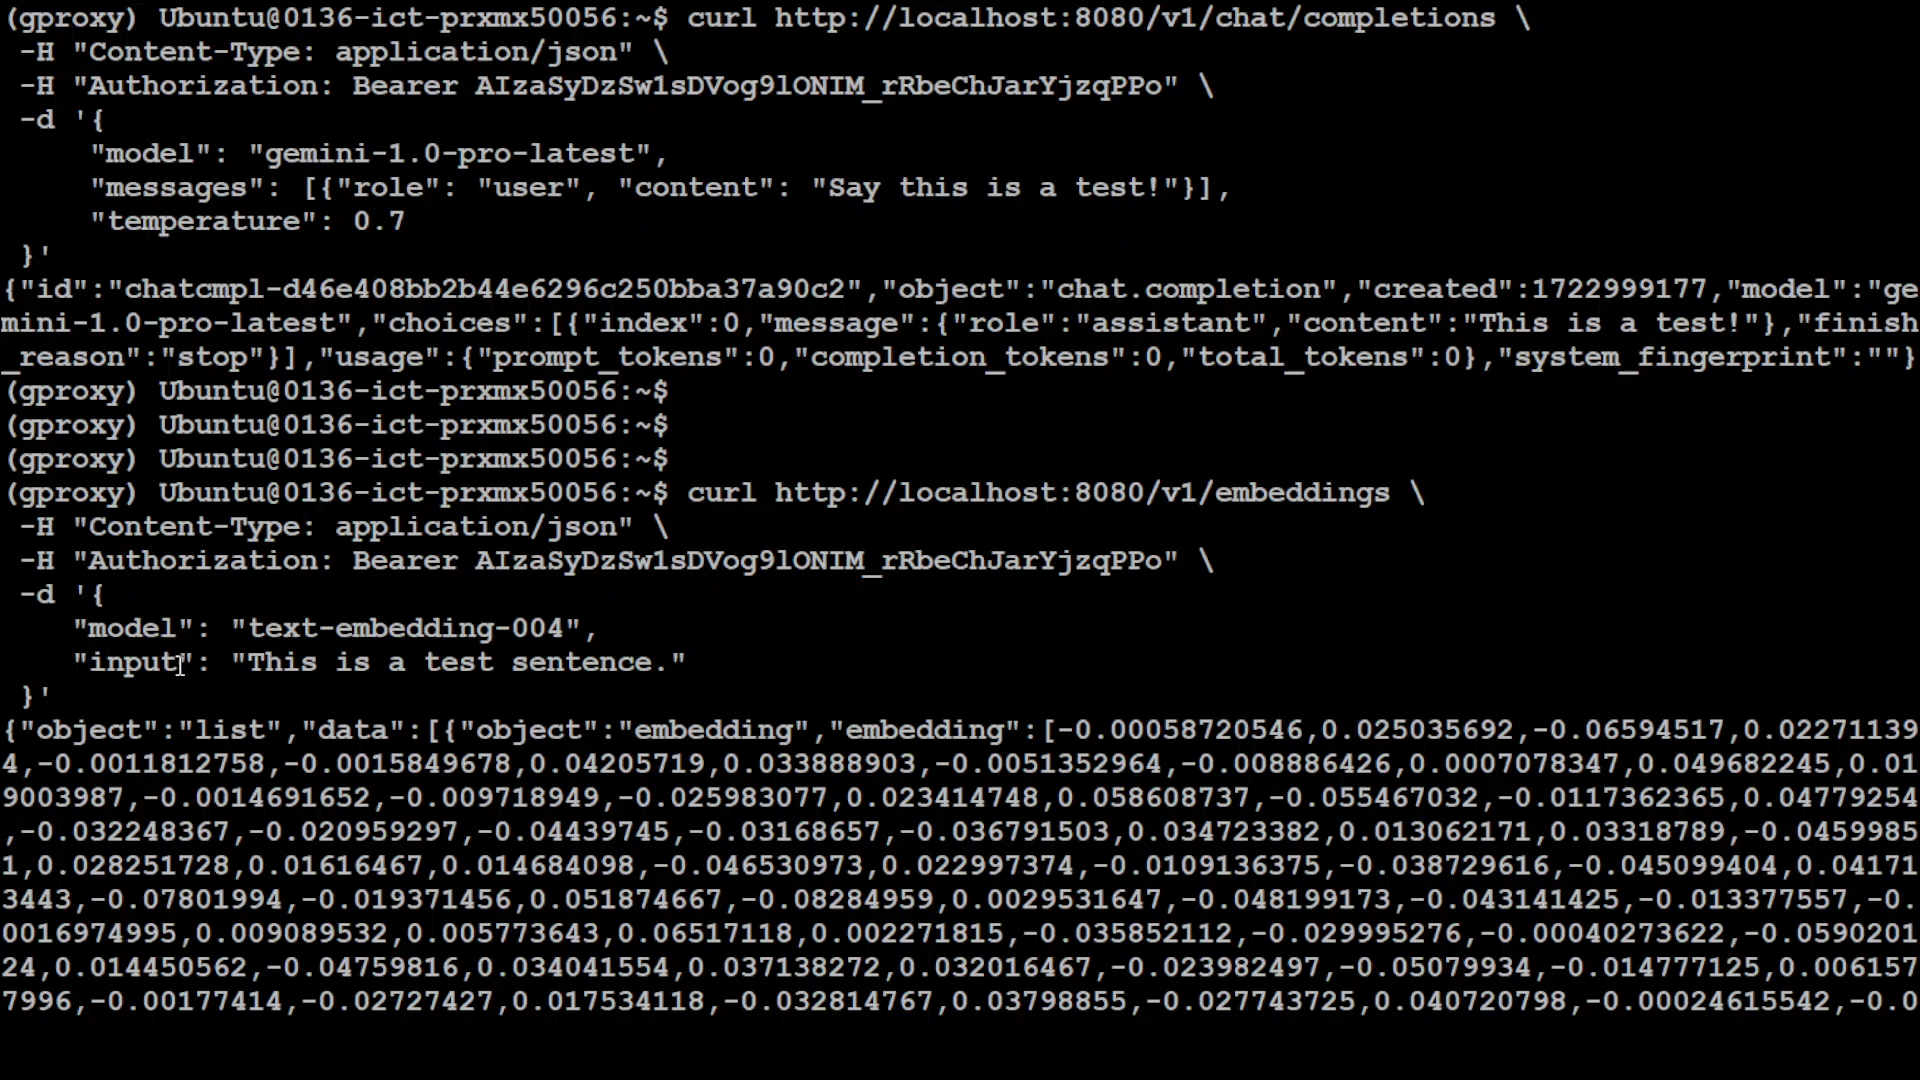 (gproxy) Ubuntu@0136-ict-prxmx50056:~$ curl http://localhost:8080/v1/chat/completions \
-H "Content-Type: application/json" \
-H "Authorization: Bearer AIzaSyDzSw1sDVog9lONIM_rRbeChJarYjzqPPo" \
-d '{
"model": "gemini-1.0-pro-latest",
"messages": [{"role": "user", "content": "Say this is a test!"}],
"temperature": 0.7
}'
{"id":"chatcmpl-d46e408bb2b44e6296c250bba37a90c2","object":"chat.completion","created":1722999177,"model":"ge
mini-1.0-pro-latest","choices":[{"index":0,"message":{"role":"assistant","content":"This is a test!"},"finish
_reason":"stop"}],"usage":{"prompt_tokens":0,"completion_tokens":0,"total_tokens":0},"system_fingerprint":""}
(gproxy) Ubuntu@0136-ict-prxmx50056:~$
(gproxy) Ubuntu@0136-ict-prxmx50056:~$
(gproxy) Ubuntu@0136-ict-prxmx50056:~$
(gproxy) Ubuntu@0136-ict-prxmx50056:~$ curl http://localhost:8080/v1/embeddings \
-H "Content-Type: application/json" \
-H "Authorization: Bearer AIzaSyDzSw1sDVog9lONIM_rRbeChJarYjzqPPo" \
-d '{
"model": "text-embedding-004",
"input": "This is a test sentence."
}'
{"object":"list","data":[{"object":"embedding","embedding":[-0.00058720546,0.025035692,-0.06594517,0.02271139
4,-0.0011812758,-0.0015849678,0.04205719,0.033888903,-0.0051352964,-0.008886426,0.0007078347,0.049682245,0.01
9003987,-0.0014691652,-0.009718949,-0.025983077,0.023414748,0.058608737,-0.055467032,-0.0117362365,0.04779254
,-0.032248367,-0.020959297,-0.04439745,-0.03168657,-0.036791503,0.034723382,0.013062171,0.03318789,-0.0459985
1,0.028251728,0.01616467,0.014684098,-0.046530973,0.022997374,-0.0109136375,-0.038729616,-0.045099404,0.04171
3443,-0.07801994,-0.019371456,0.051874667,-0.08284959,0.0029531647,-0.048199173,-0.043141425,-0.013377557,-0.
0016974995,0.009089532,0.005773643,0.06517118,0.002271815,-0.035852112,-0.029995276,-0.00040273622,-0.0590201
24,0.014450562,-0.04759816,0.034041554,0.037138272,0.032016467,-0.023982497,-0.05079934,-0.014777125,0.006157
7996,-0.00177414,-0.02727427,0.017534118,-0.032814767,0.03798855,-0.027743725,0.040720798,-0.00024615542,-0.0